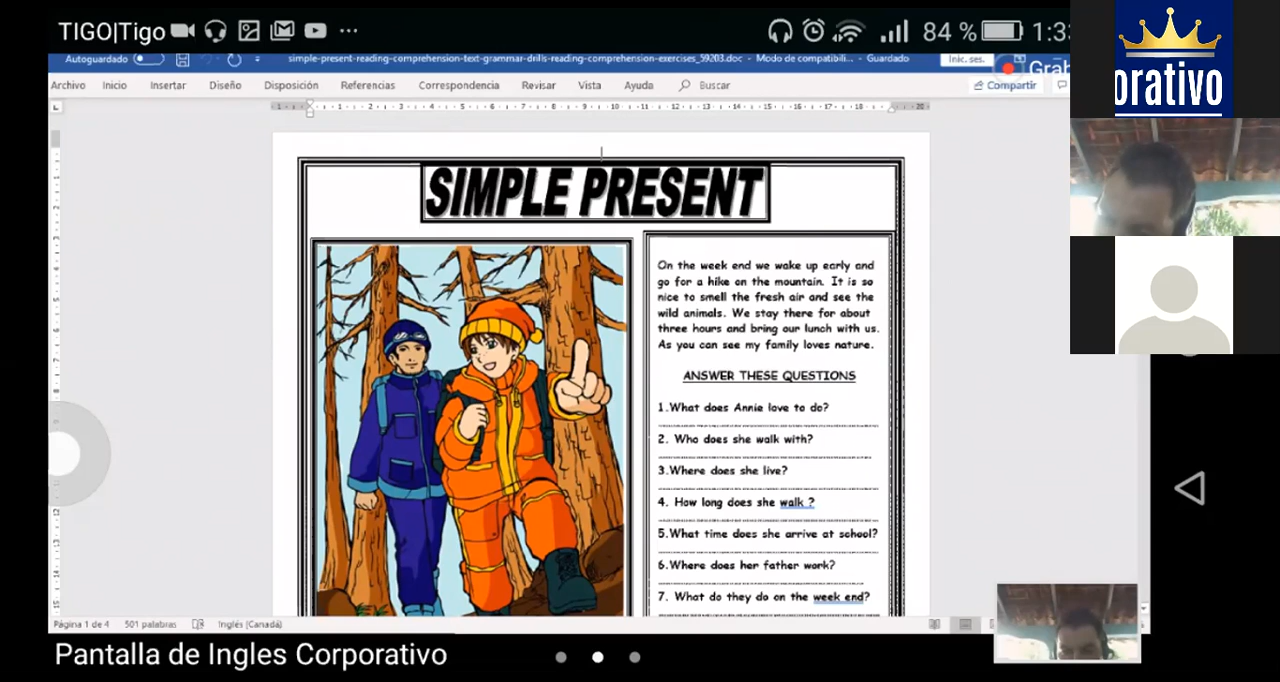 TIGO|Tigo
84 %
1:33
Autoguardado
simple-present-reading-comprehension-text-grammar-drills-reading-comprehension-exercises_59203.doc - Modo de compatibili... - Guardado
Inic. ses.
Grab
Archivo Inicio Insertar Diseño Disposición Referencias Correspondencia Revisar Vista Ayuda Buscar
Compartir
orativo
SIMPLE PRESENT
On the week end we wake up early and
go for a hike on the mountain. It is so
nice to smell the fresh air and see the
wild animals. We stay there for about
three hours and bring our lunch with us.
As you can see my family loves nature.
ANSWER THESE QUESTIONS
1.What does Annie love to do?
2. Who does she walk with?
3.Where does she live?
4. How long does she walk ?
5.What time does she arrive at school?
6.Where does her father work?
7. What do they do on the week end?
Página 1 de 4 501 palabras Inglés (Canadá)
Pantalla de Ingles Corporativo